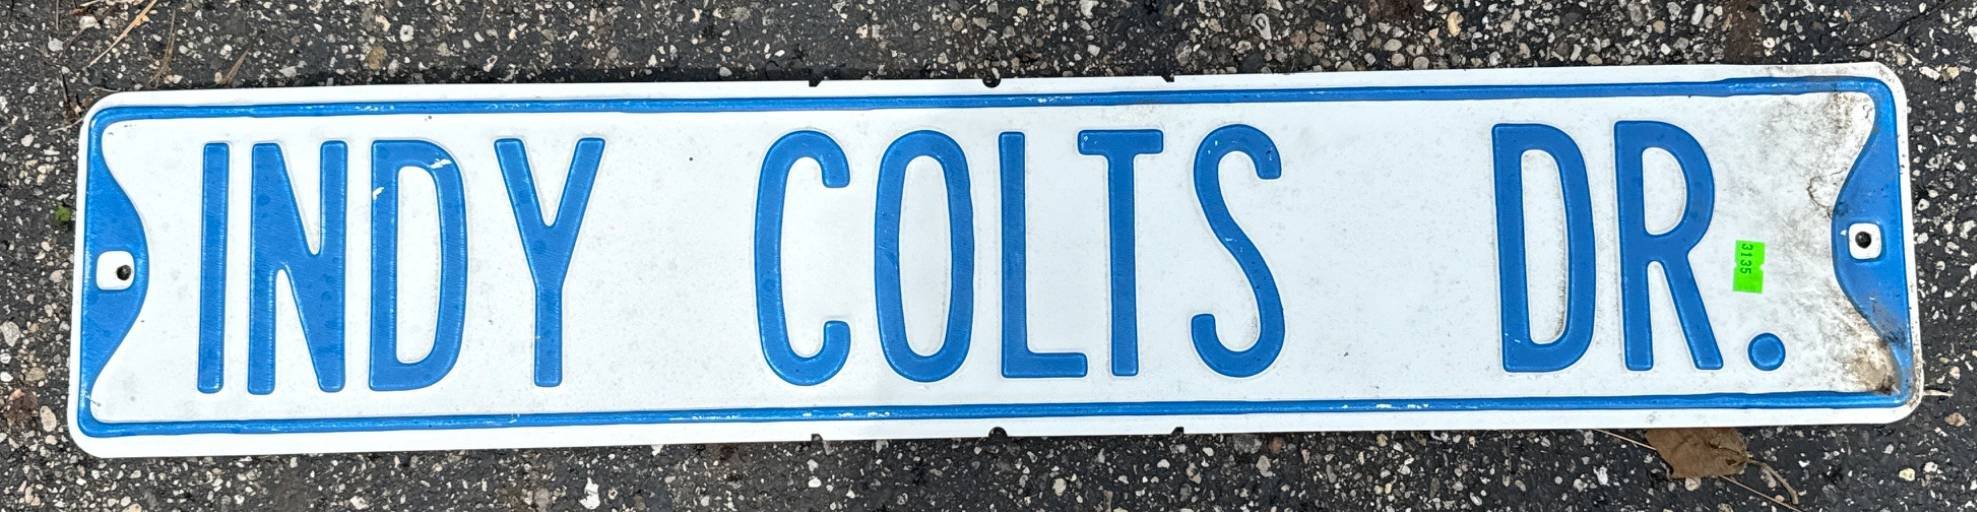 INDY COLTS DR.
3135